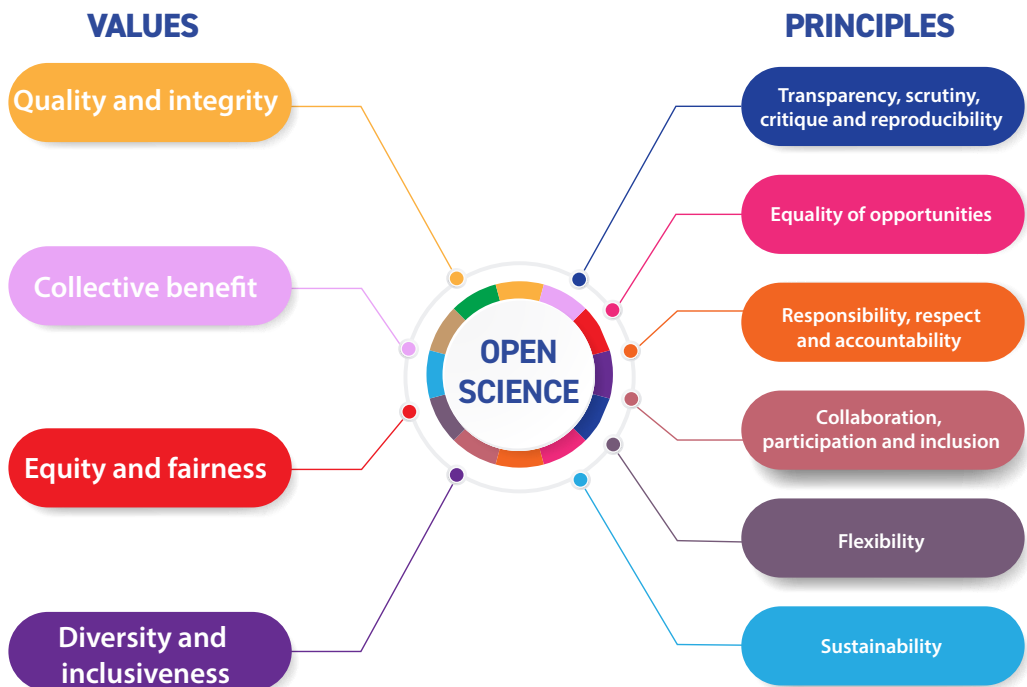 VALUES
Quality and integrity
Collective benefit
Equity and fairness
Diversity and
inclusiveness
OPEN
SCIENCE
PRINCIPLES
Transparency, scrutiny,
critique and reproducibility
Equality of opportunities
Responsibility, respect
and accountability
Collaboration,
participation and inclusion
Flexibility
Sustainability